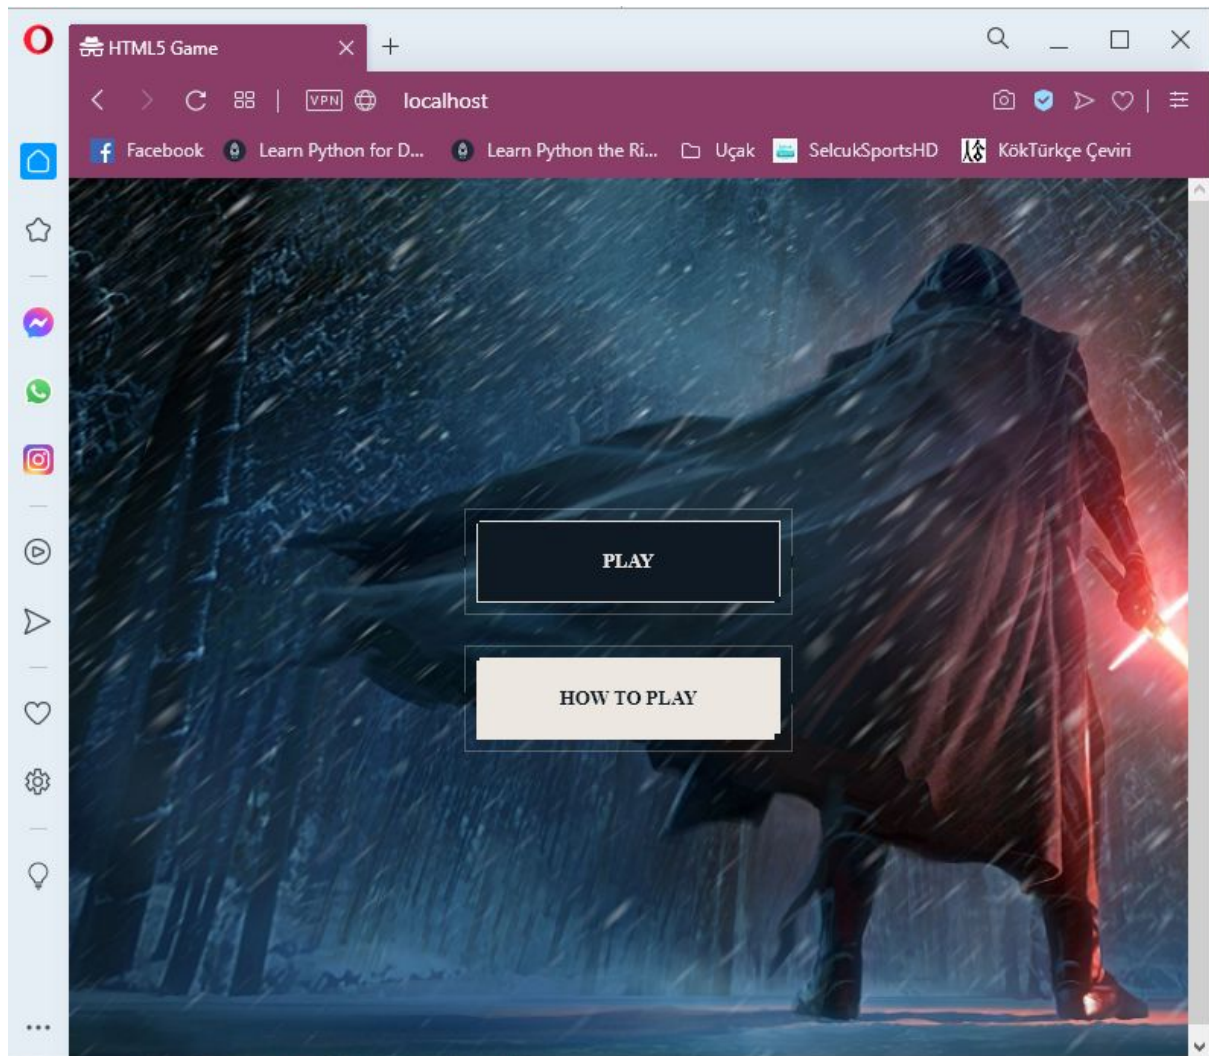 HTML5 Game
VPN localhost
Facebook Learn Python for D... Learn Python the Ri... Uçak SelcukSportsHD KökTürkçe Çeviri
PLAY
HOW TO PLAY